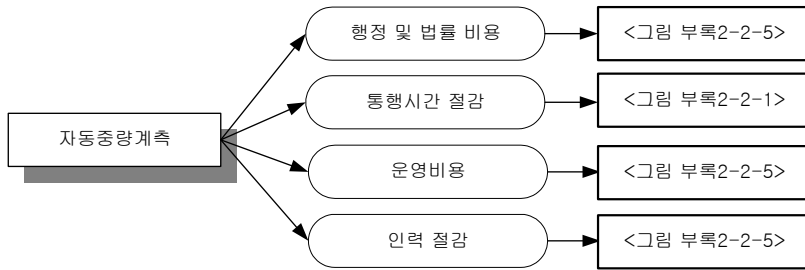 행정 및 법률 비용
<그림 부록2-2-5>
통행시간 절감
<그림 부록2-2-1>
자동중량계측
운영비용
<그림 부록2-2-5>
인력 절감
<그림 부록2-2-5>